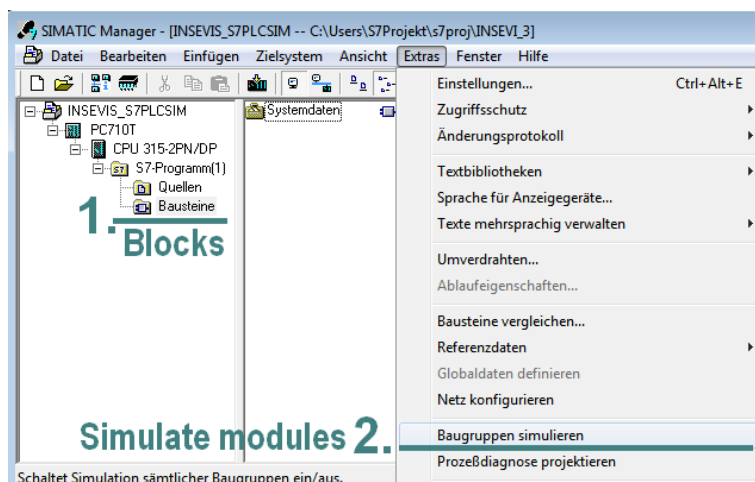 SIMATIC Manager - [INSEVIS_S7PLCSIM -- C:\Users\S7Projekt\s7proj\INSEVI_3]
Datei Bearbeiten Einfügen Zielsystem Ansicht Extras Fenster Hilfe
INSEVIS_S7PLCSIM
PC710T
CPU 315-2PN/DP
S7-Programm(1)
Quellen
Bausteine
1.
Blocks
Systemdaten
Einstellungen... Ctrl+Alt+E
Zugriffsschutz
Änderungsprotokoll
Textbibliotheken
Sprache für Anzeigegeräte...
Texte mehrsprachig verwalten
Umverdrahten...
Ablaufeigenschaften...
Bausteine vergleichen...
Referenzdaten
Globaldaten definieren
Netz konfigurieren
Simulate modules 2.
Baugruppen simulieren
Prozeßdiagnose projektieren
Schaltet Simulation sämtlicher Baugruppen ein/aus.